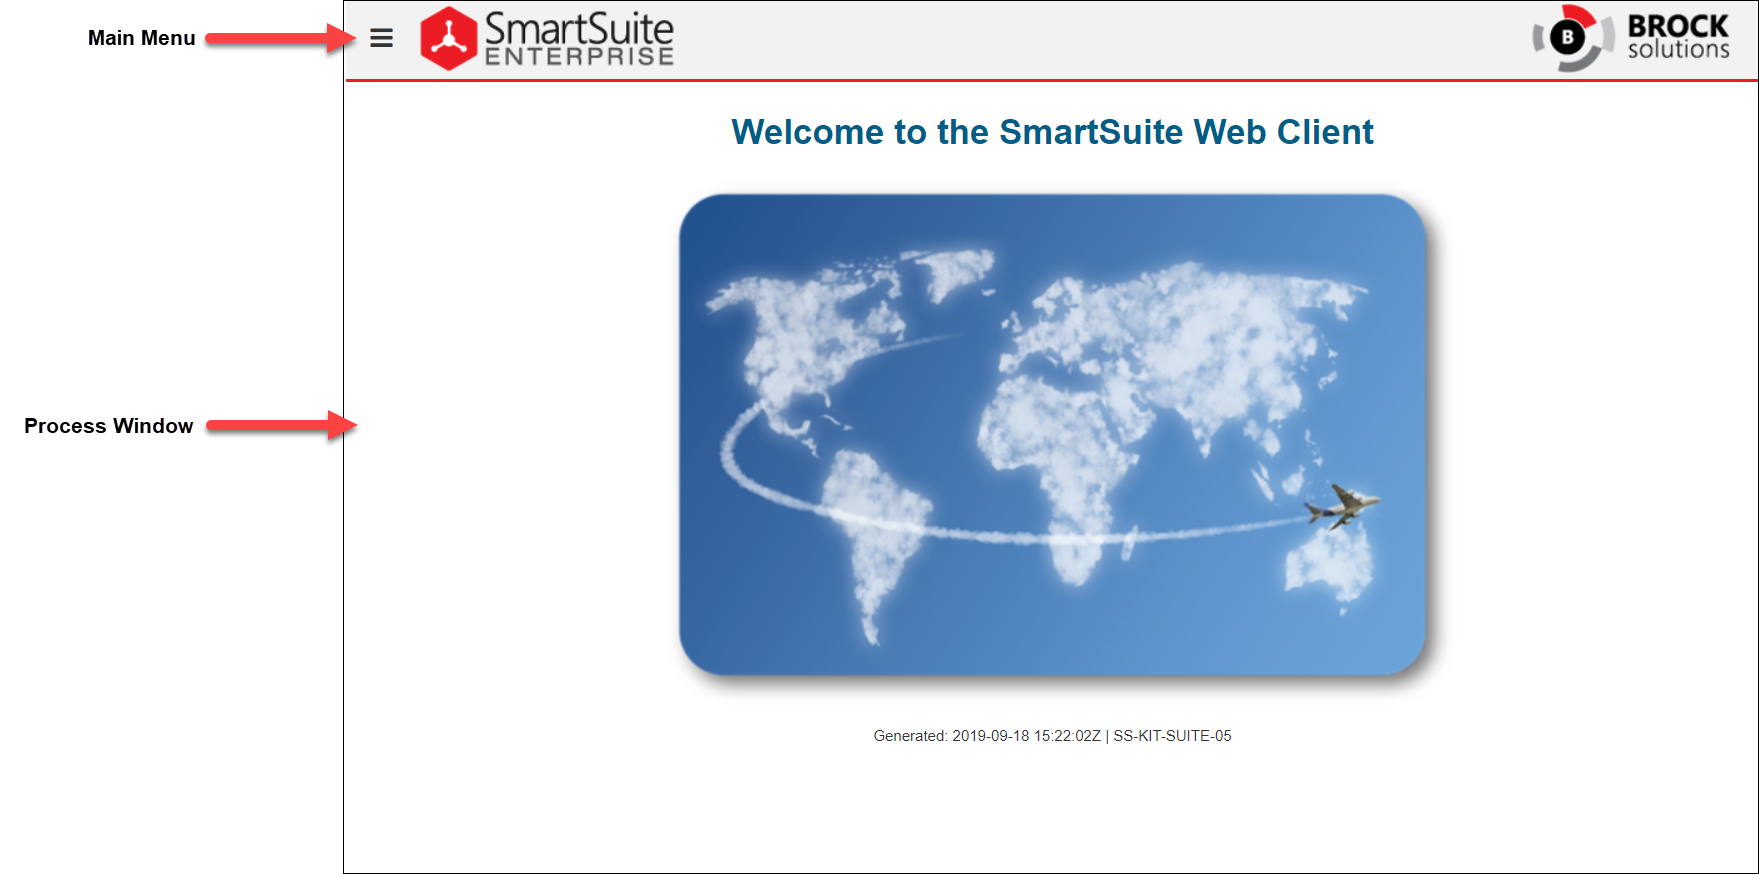 Main Menu
SmartSuite
ENTERPRISE
B
BROCK
solutions
Welcome to the SmartSuite Web Client
Process Window
Generated: 2019-09-18 15:22:02Z | SS-KIT-SUITE-05